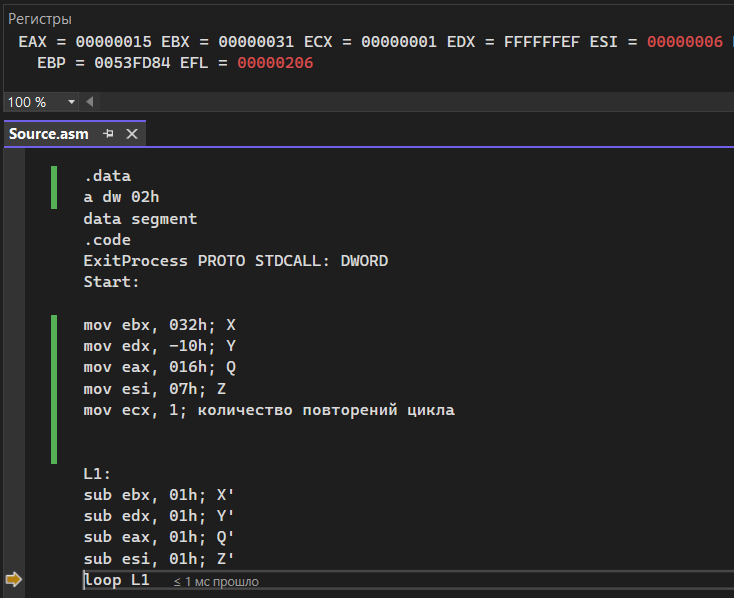 Регистры
EAX = 00000015 EBX = 00000031 ECX = 00000001 EDX = FFFFFFEF ESI = 00000006
EBP = 0053FD84 EFL = 00000206
100 %
Source.asm
.data
a dw 02h
data segment
.code
ExitProcess PROTO STDCALL: DWORD
Start:
mov ebx, 032h; X
mov edx, -10h; Y
mov eax, 016h; Q
mov esi, 07h; Z
mov ecx, 1; количество повторений цикла
L1:
sub ebx, 01h; X'
sub edx, 01h; Y'
sub eax, 01h; Q'
sub esi, 01h; Z'
loop L1 ≤ 1 мс прошло